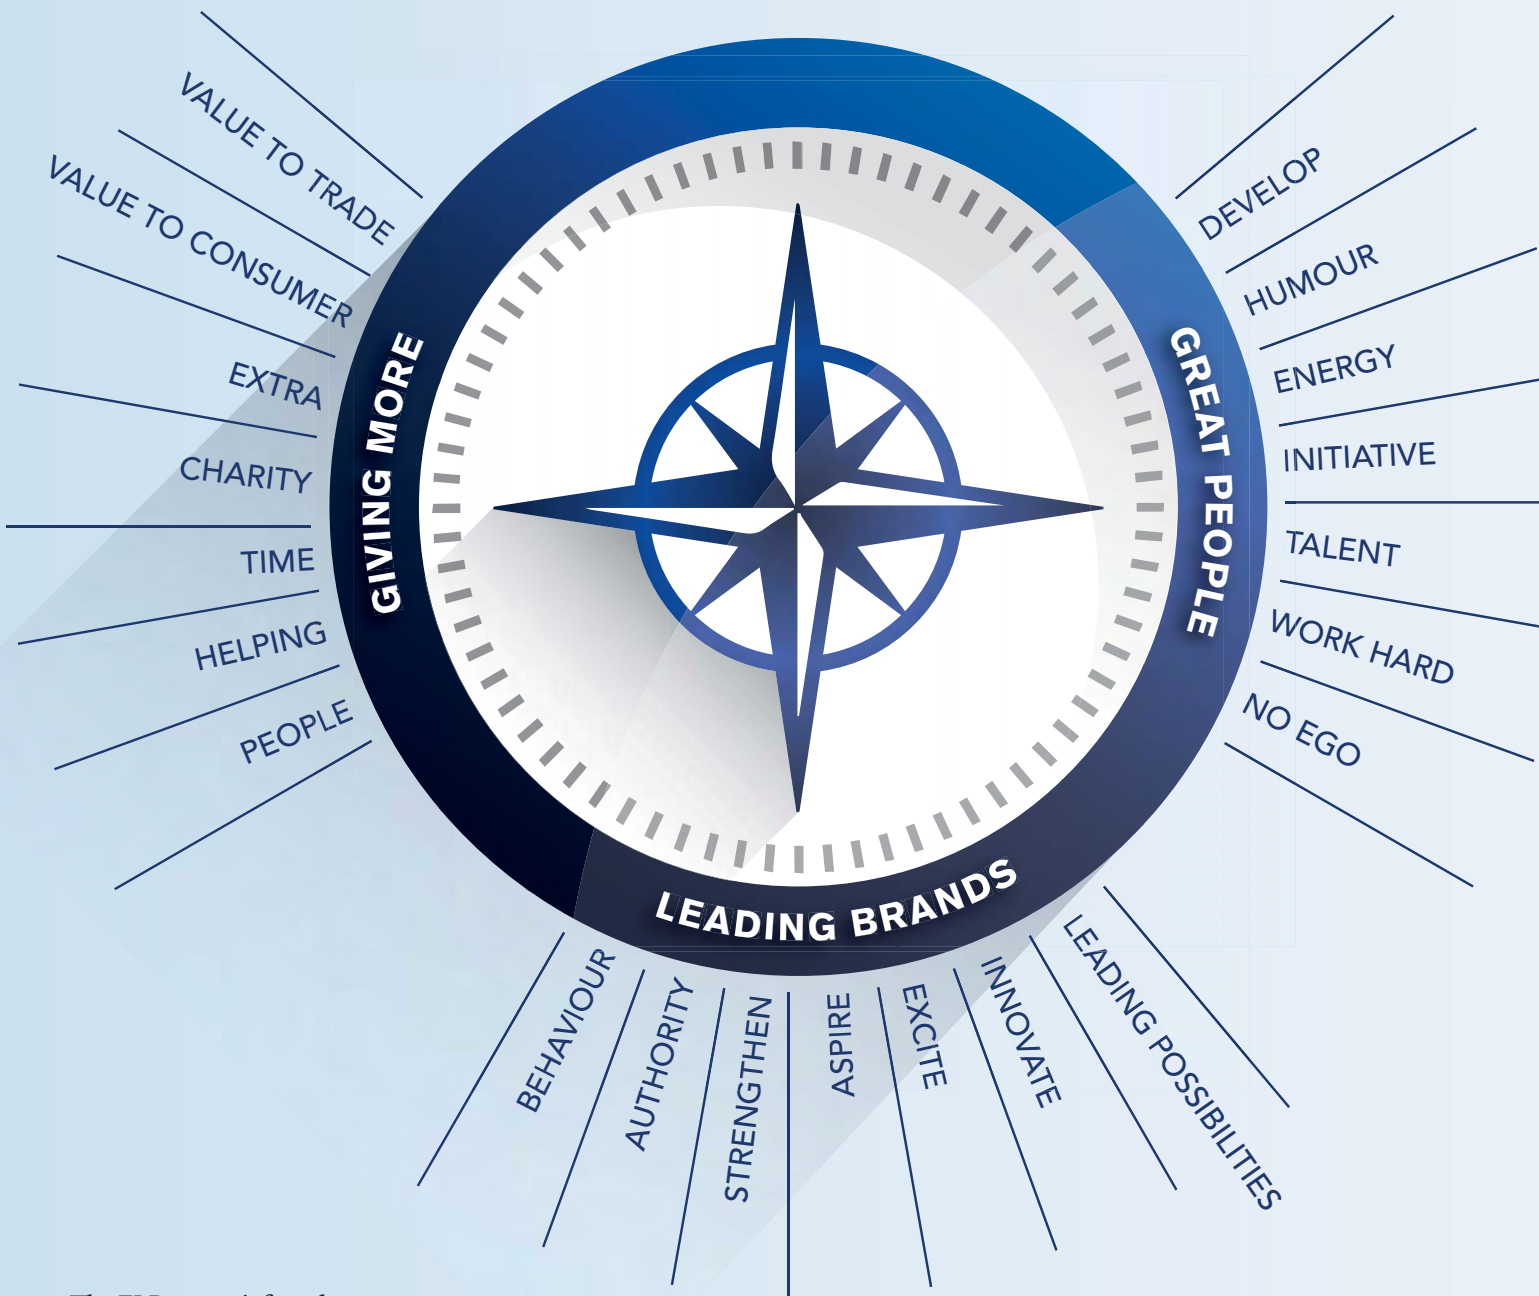 VALUE TO TRADE
VALUE TO CONSUMER
EXTRA
CHARITY
TIME
HELPING
PEOPLE
GIVING MORE
GREAT PEOPLE
DEVELOP
HUMOUR
ENERGY
INITIATIVE
TALENT
WORK HARD
NO EGO
LEADING BRANDS
BEHAVIOUR
AUTHORITY
STRENGTHEN
ASPIRE
EXCITE
INNOVATE
LEADING POSSIBILITIES